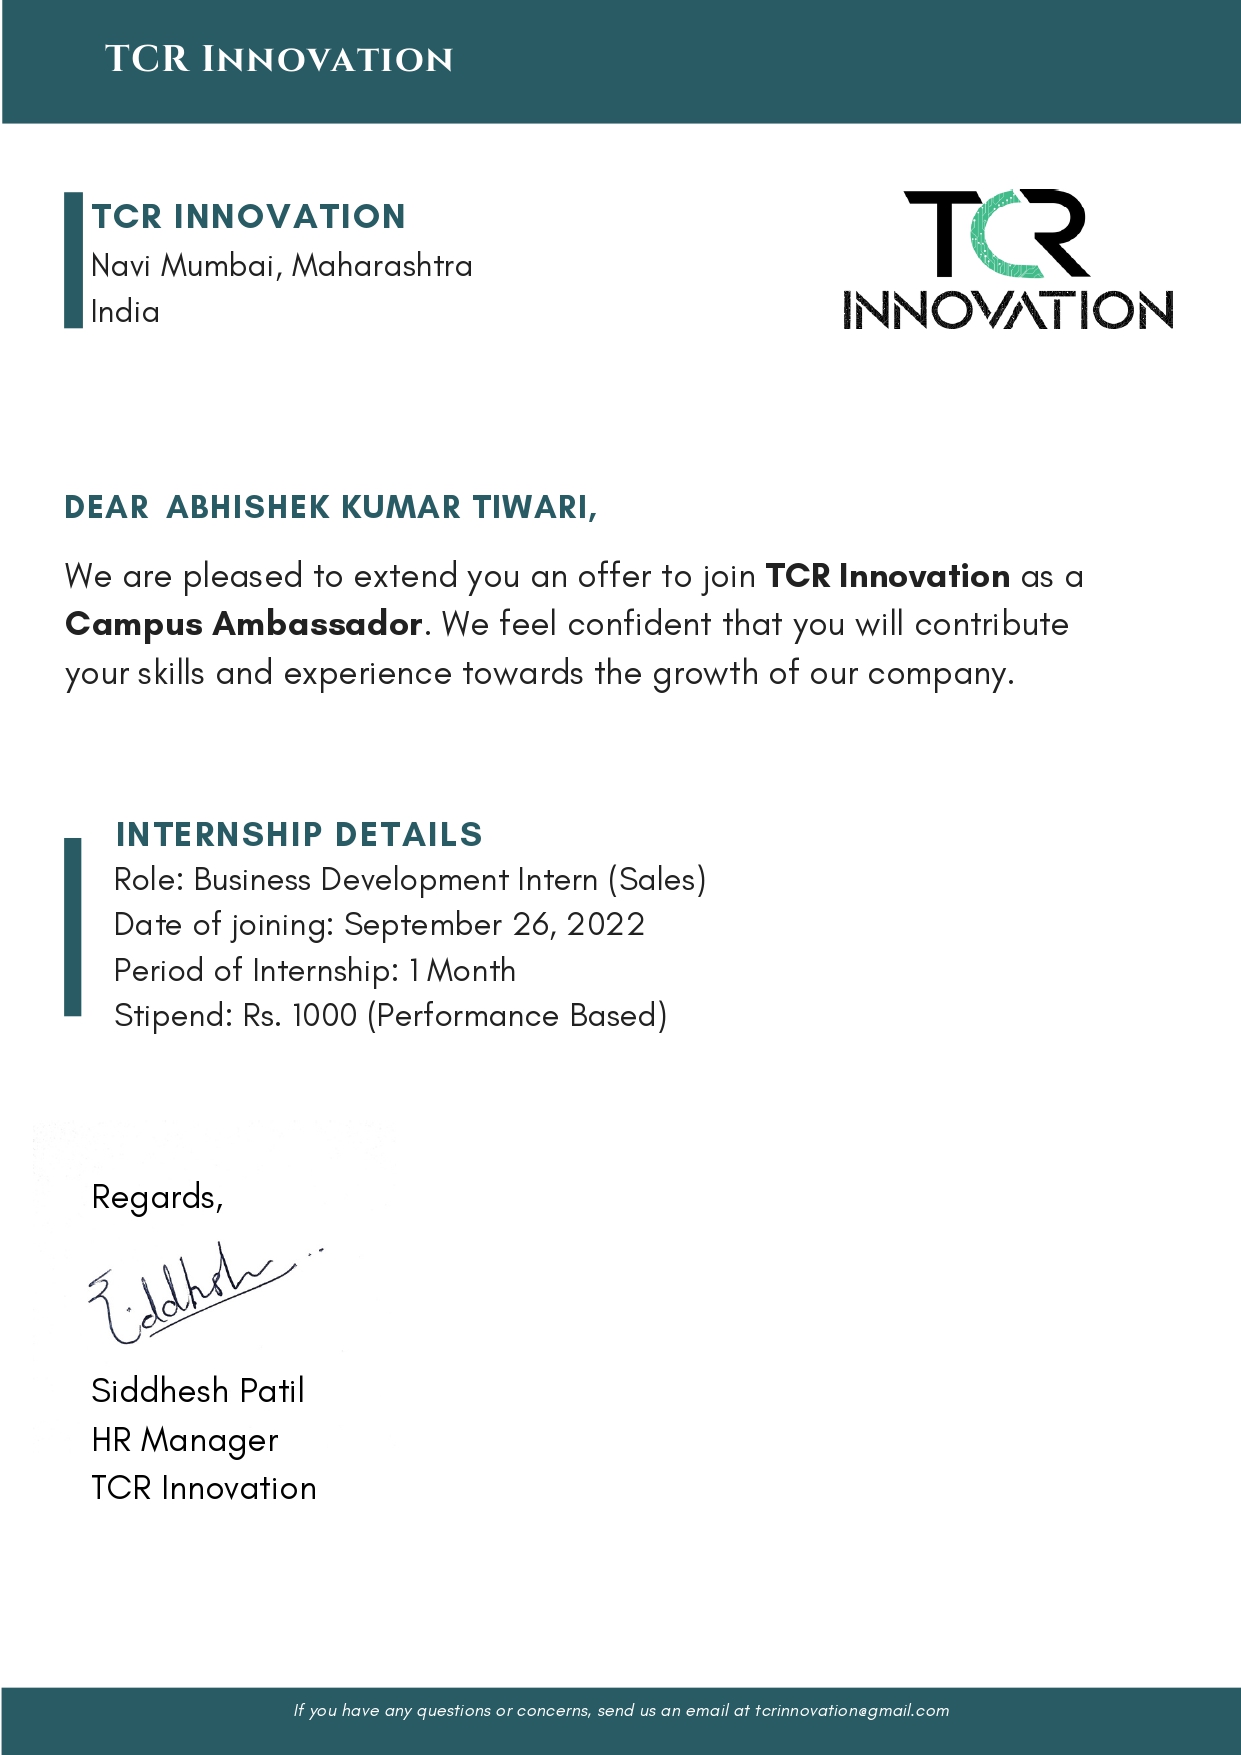 TCR Innovation
TCR INNOVATION
Navi Mumbai, Maharashtra
India
TCR
INNOVATION
DEAR ABHISHEK KUMAR TIWARI,
We are pleased to extend you an offer to join TCR Innovation as a
Campus Ambassador. We feel confident that you will contribute
your skills and experience towards the growth of our company.
INTERNSHIP DETAILS
Role: Business Development Intern (Sales)
Date of joining: September 26, 2022
Period of Internship: 1 Month
Stipend: Rs. 1000 (Performance Based)
Regards,
Siddhesh
Siddhesh Patil
HR Manager
TCR Innovation
If you have any questions or concerns, send us an email at tcrinnovation@gmail.com